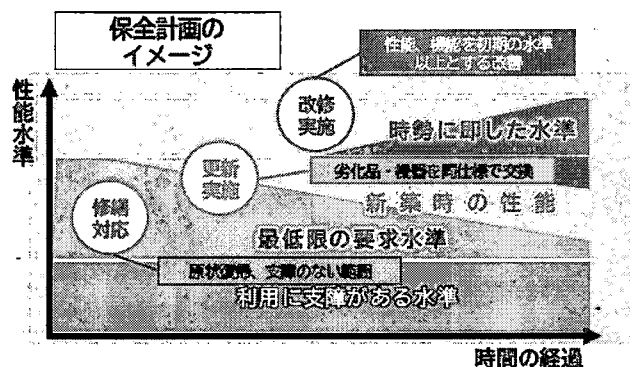 保全計画の
イメージ
性能、機能を初期の水準
以上とする改善
性能水準
改修
実施
時勢に即した水準
更新
実施
劣化品・機器を同仕様で交換
新築時の性能
修繕
対応
最低限の要求水準
原状復帰、支障のない範囲
利用に支障がある水準
時間の経過